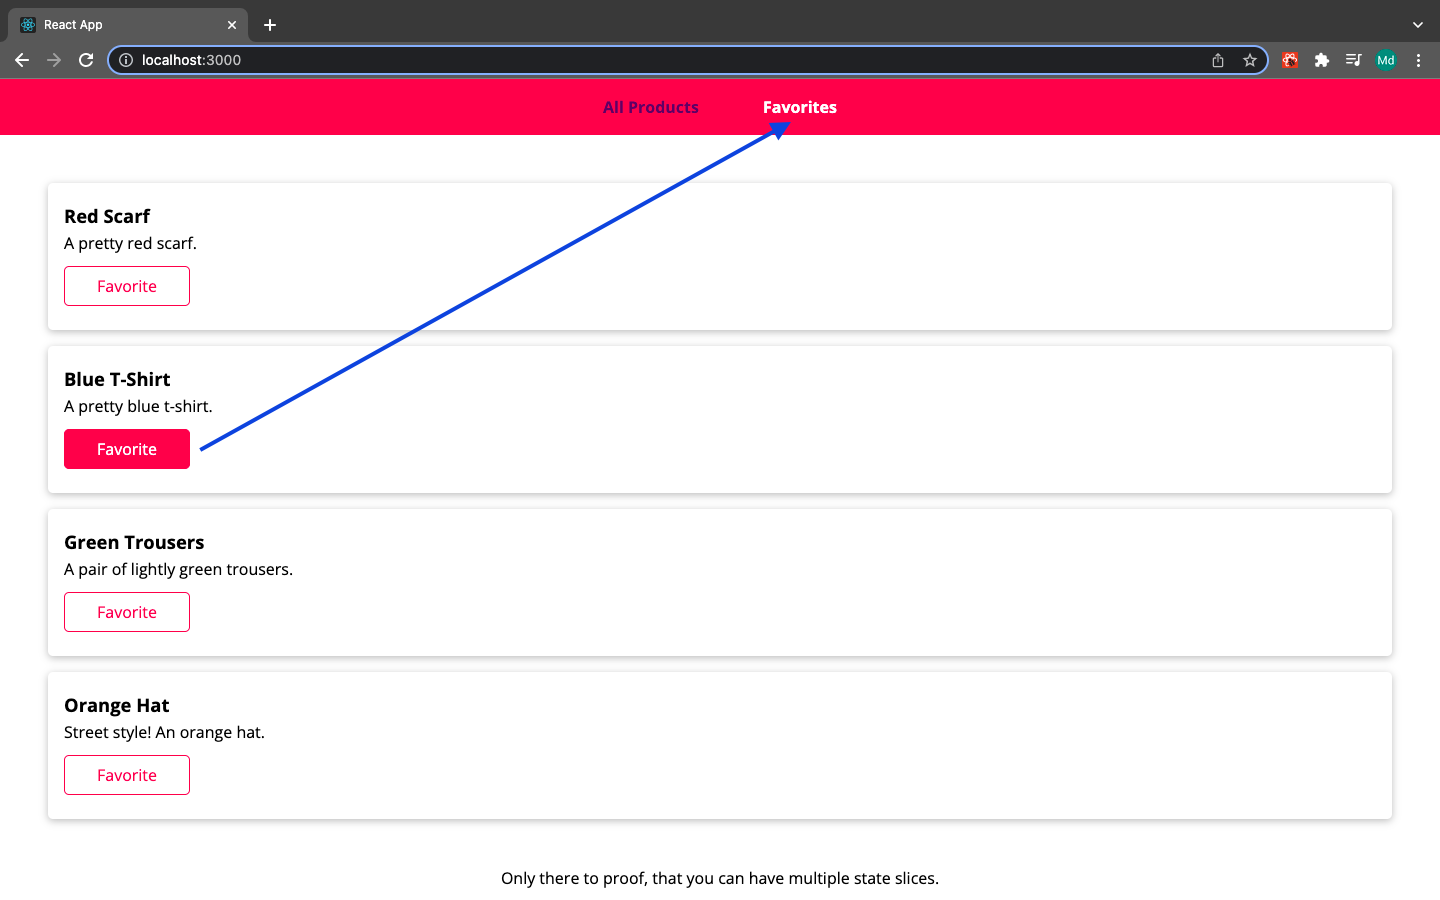 React App
localhost:3000
Md
All Products Favorites
Red Scarf
A pretty red scarf.
Favorite
Blue T-Shirt
A pretty blue t-shirt.
Favorite
Green Trousers
A pair of lightly green trousers.
Favorite
Orange Hat
Street style! An orange hat.
Favorite
Only there to proof, that you can have multiple state slices.